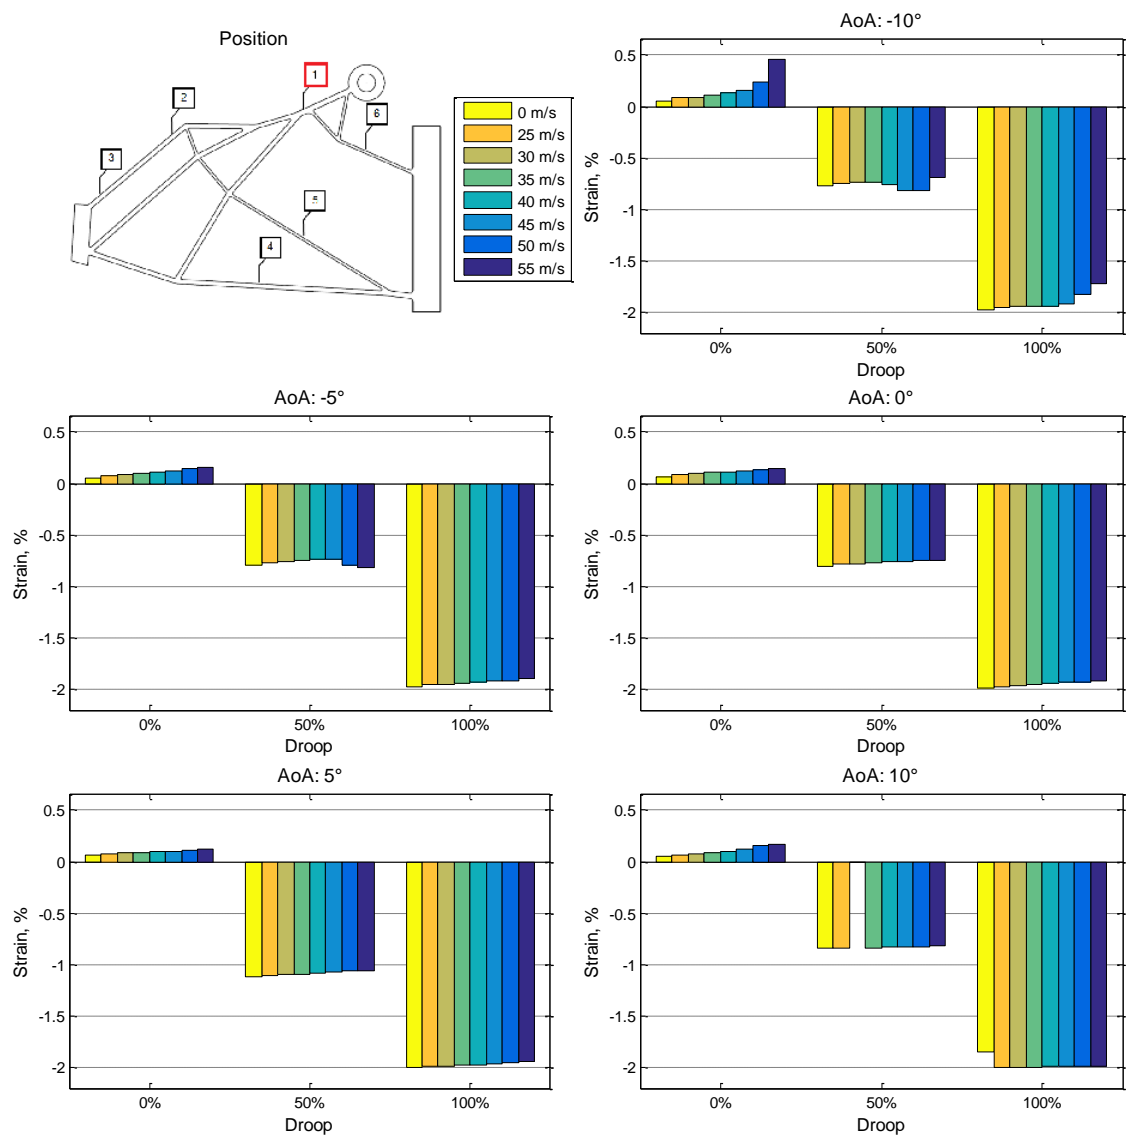 Position
1
2
3
4
5
6
0 m/s
25 m/s
30 m/s
35 m/s
40 m/s
45 m/s
50 m/s
55 m/s
AoA: -10°
0.5
0
-0.5
-1
-1.5
-2
Strain, %
0% 50% 100%
Droop
AoA: -5°
0.5
0
-0.5
-1
-1.5
-2
Strain, %
0% 50% 100%
Droop
AoA: 0°
0.5
0
-0.5
-1
-1.5
-2
Strain, %
0% 50% 100%
Droop
AoA: 5°
0.5
0
-0.5
-1
-1.5
-2
Strain, %
0% 50% 100%
Droop
AoA: 10°
0.5
0
-0.5
-1
-1.5
-2
Strain, %
0% 50% 100%
Droop